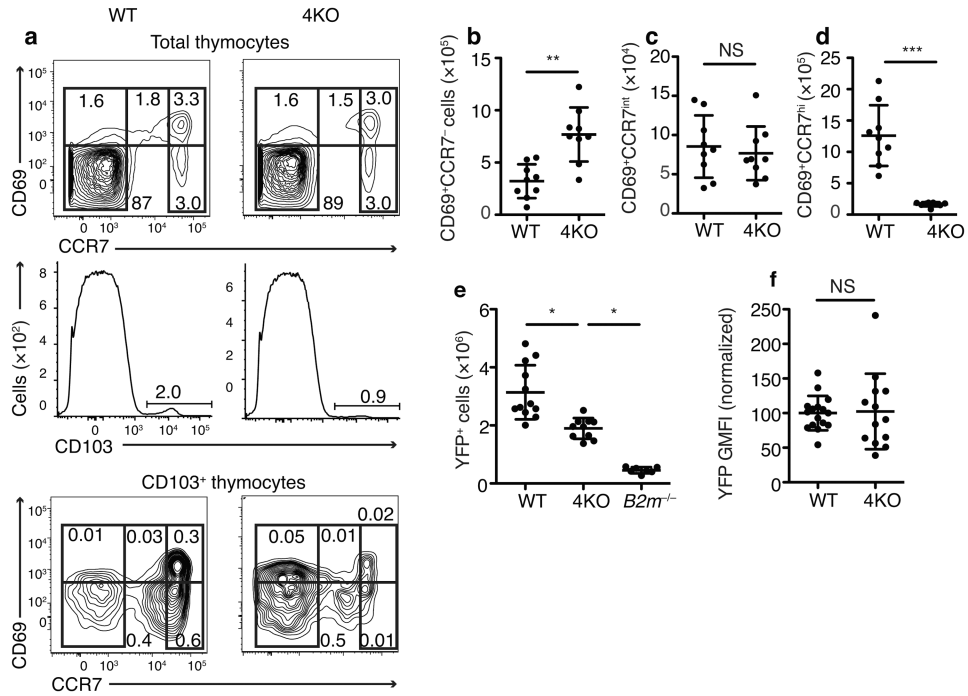 WT
4KO
a
Total thymocytes
CD69
10⁵
10⁴
10³
10²
0
1.6
1.8
3.3
87
3.0
1.6
1.5
3.0
89
3.0
0
10³
10⁴
10⁵
CCR7
Cells (×10²)
8
6
4
2
0
2.0
6
4
2
0
0.9
0
10³
10⁴
10⁵
CD103
CD103⁺ thymocytes
CD69
10⁵
10⁴
10³
10²
0
0.01
0.03
0.3
0.4
0.6
0.02
0.05
0.01
0.5
0.01
0
10³
10⁴
10⁵
CCR7
b
CD69⁺CCR7⁻ cells (×10⁵)
15
10
5
0
**
WT
4KO
c
CD69⁺CCR7ⁱⁿᵗ (×10⁴)
20
15
10
5
0
NS
WT
4KO
d
CD69⁺CCR7ʰⁱ (×10⁵)
25
20
15
10
5
0
***
WT
4KO
e
YFP⁺ cells (×10⁶)
6
4
2
0
*
*
WT
4KO
B2m⁻/⁻
f
YFP GMFI (normalized)
250
200
150
100
50
0
NS
WT
4KO